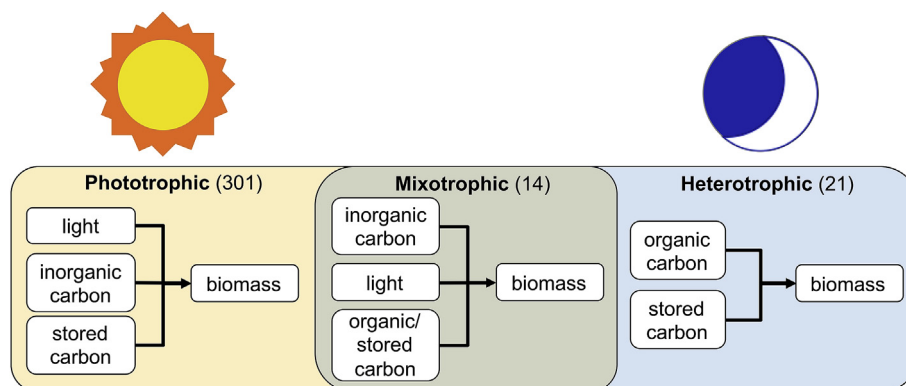 Phototrophic (301)
light
inorganic
carbon
stored
carbon
biomass
Mixotrophic (14)
inorganic
carbon
light
organic/
stored
carbon
biomass
Heterotrophic (21)
organic
carbon
stored
carbon
biomass